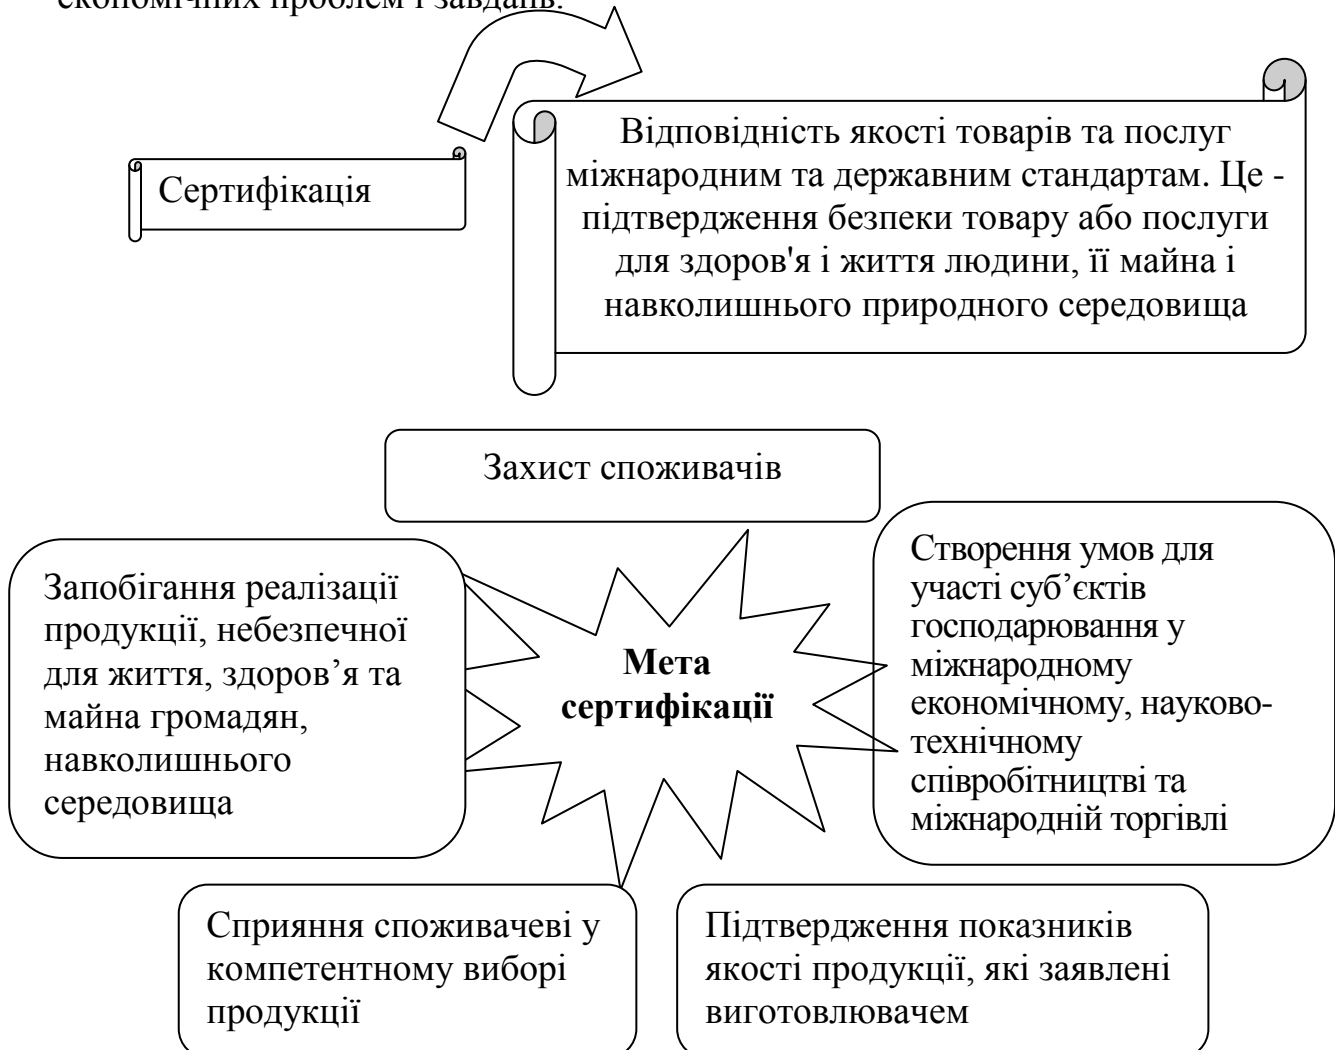 економічних проблем і завдань.
Сертифікація
Відповідність якості товарів та послуг
міжнародним та державним стандартам. Це -
підтвердження безпеки товару або послуги
для здоров'я і життя людини, її майна і
навколишнього природного середовища
Захист споживачів
Запобігання реалізації
продукції, небезпечної
для життя, здоров’я та
майна громадян,
навколишнього
середовища
Мета
сертифікації
Створення умов для
участі суб’єктів
господарювання у
міжнародному
економічному, науково-
технічному
співробітництві та
міжнародній торгівлі
Сприяння споживачеві у
компетентному виборі
продукції
Підтвердження показників
якості продукції, які заявлені
виготовлювачем